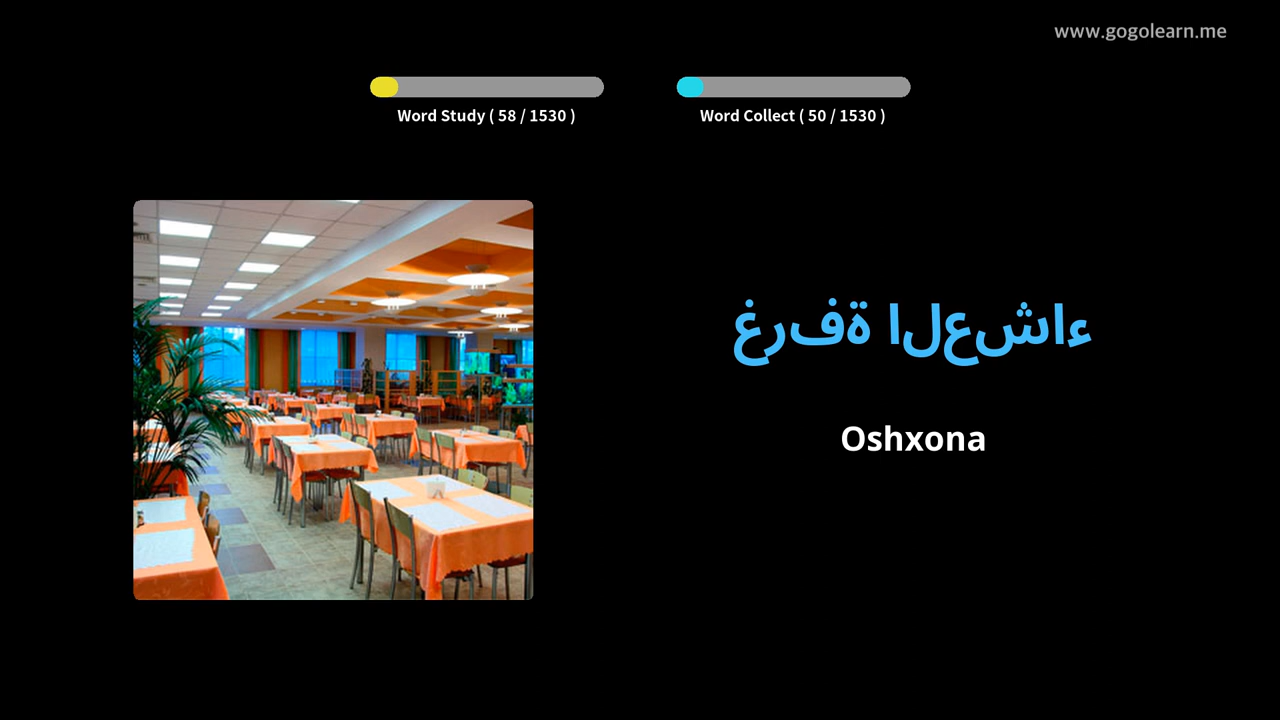 www.gogolearn.me
Word Study ( 58 / 1530 )
Word Collect ( 50 / 1530 )
غرفة العشاء
Oshxona